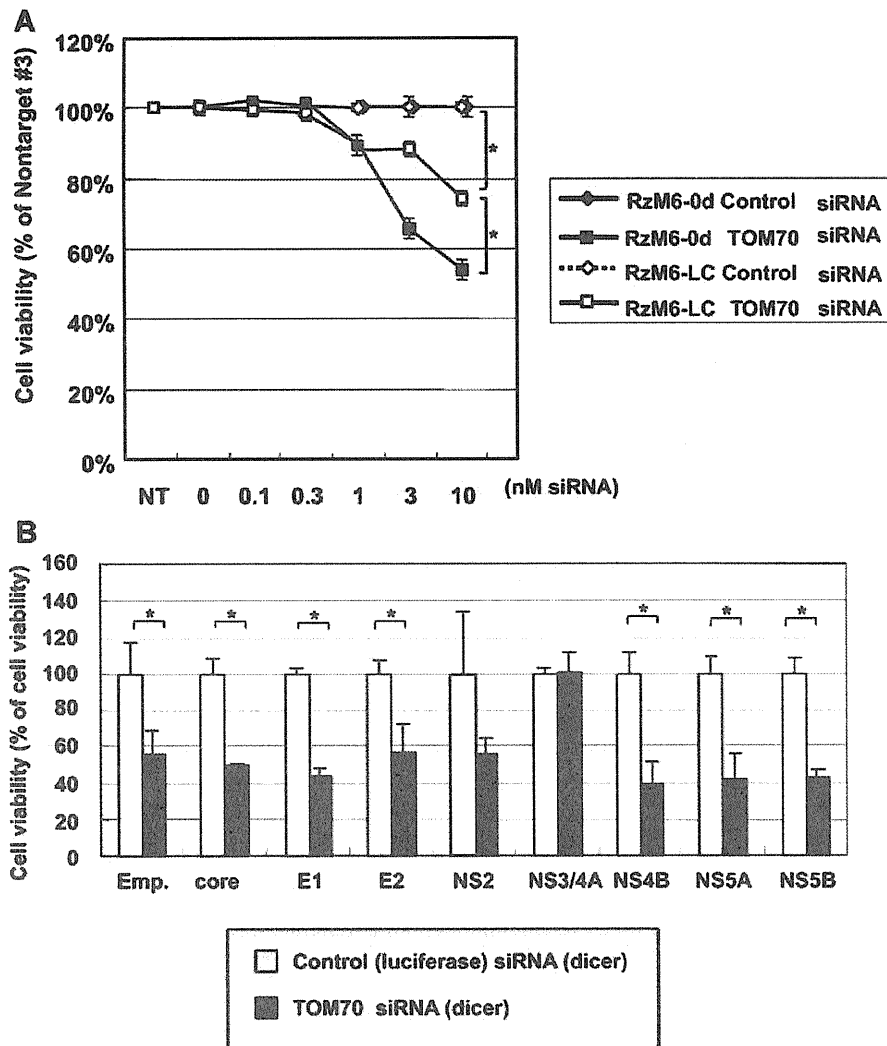 A
Cell viability (% of Nontarget #3)
120%
100%
80%
60%
40%
20%
0%
*
*
NT 0 0.1 0.3 1 3 10 (nM siRNA)
RzM6-0d Control siRNA
RzM6-0d TOM70 siRNA
RzM6-LC Control siRNA
RzM6-LC TOM70 siRNA
B
Cell viability (% of cell viability)
160
140
120
100
80
60
40
20
0
* * * * * * *
Emp. core E1 E2 NS2 NS3/4A NS4B NS5A NS5B
Control (luciferase) siRNA (dicer)
TOM70 siRNA (dicer)